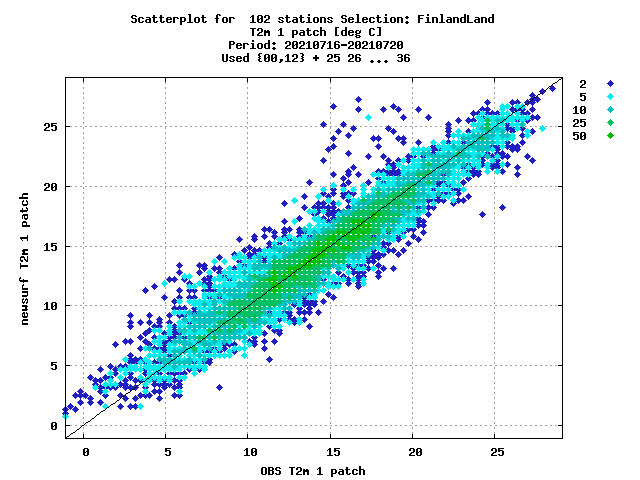 Scatterplot for 102 stations Selection: FinlandLand
T2m 1 patch [deg C]
Period: 20210716-20210720
Used {00,12} + 25 26 ... 36
2
5
10
25
50
25
20
15
10
5
0
newsurf T2m 1 patch
0 5 10 15 20 25
OBS T2m 1 patch